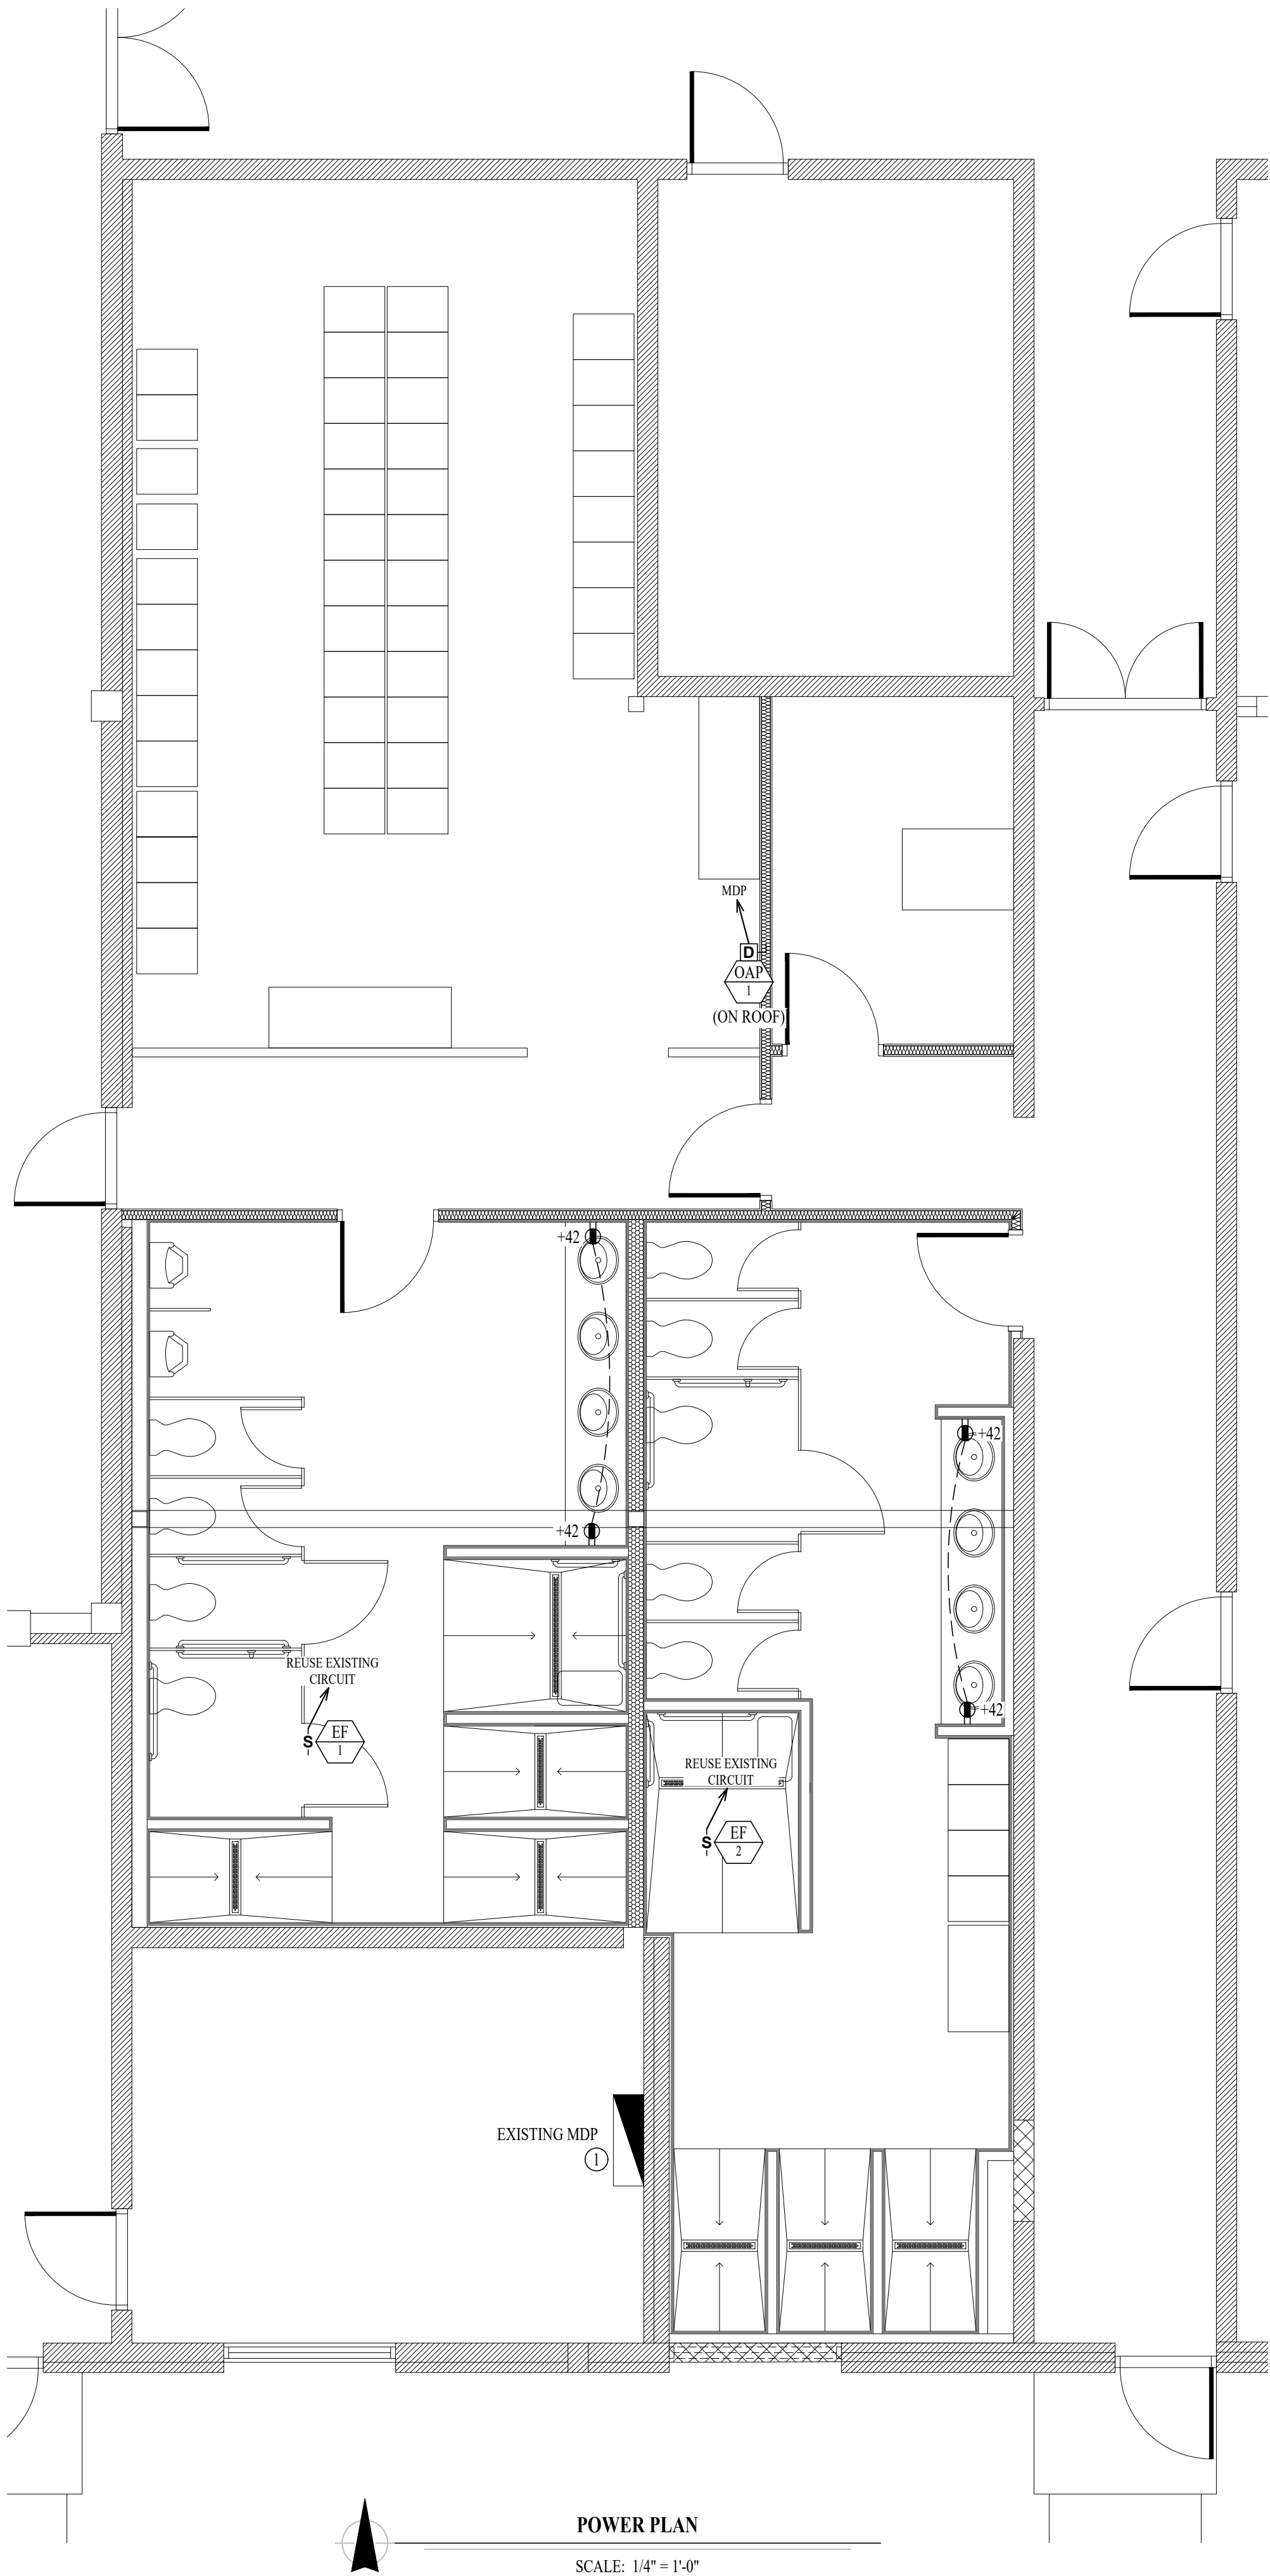 MDP
D
OAP
1
(ON ROOF)
+42
+42
+42
REUSE EXISTING
CIRCUIT
S
EF
1
+42
REUSE EXISTING
CIRCUIT
S
EF
2
EXISTING MDP
1
POWER PLAN
SCALE: 1/4" = 1'-0"